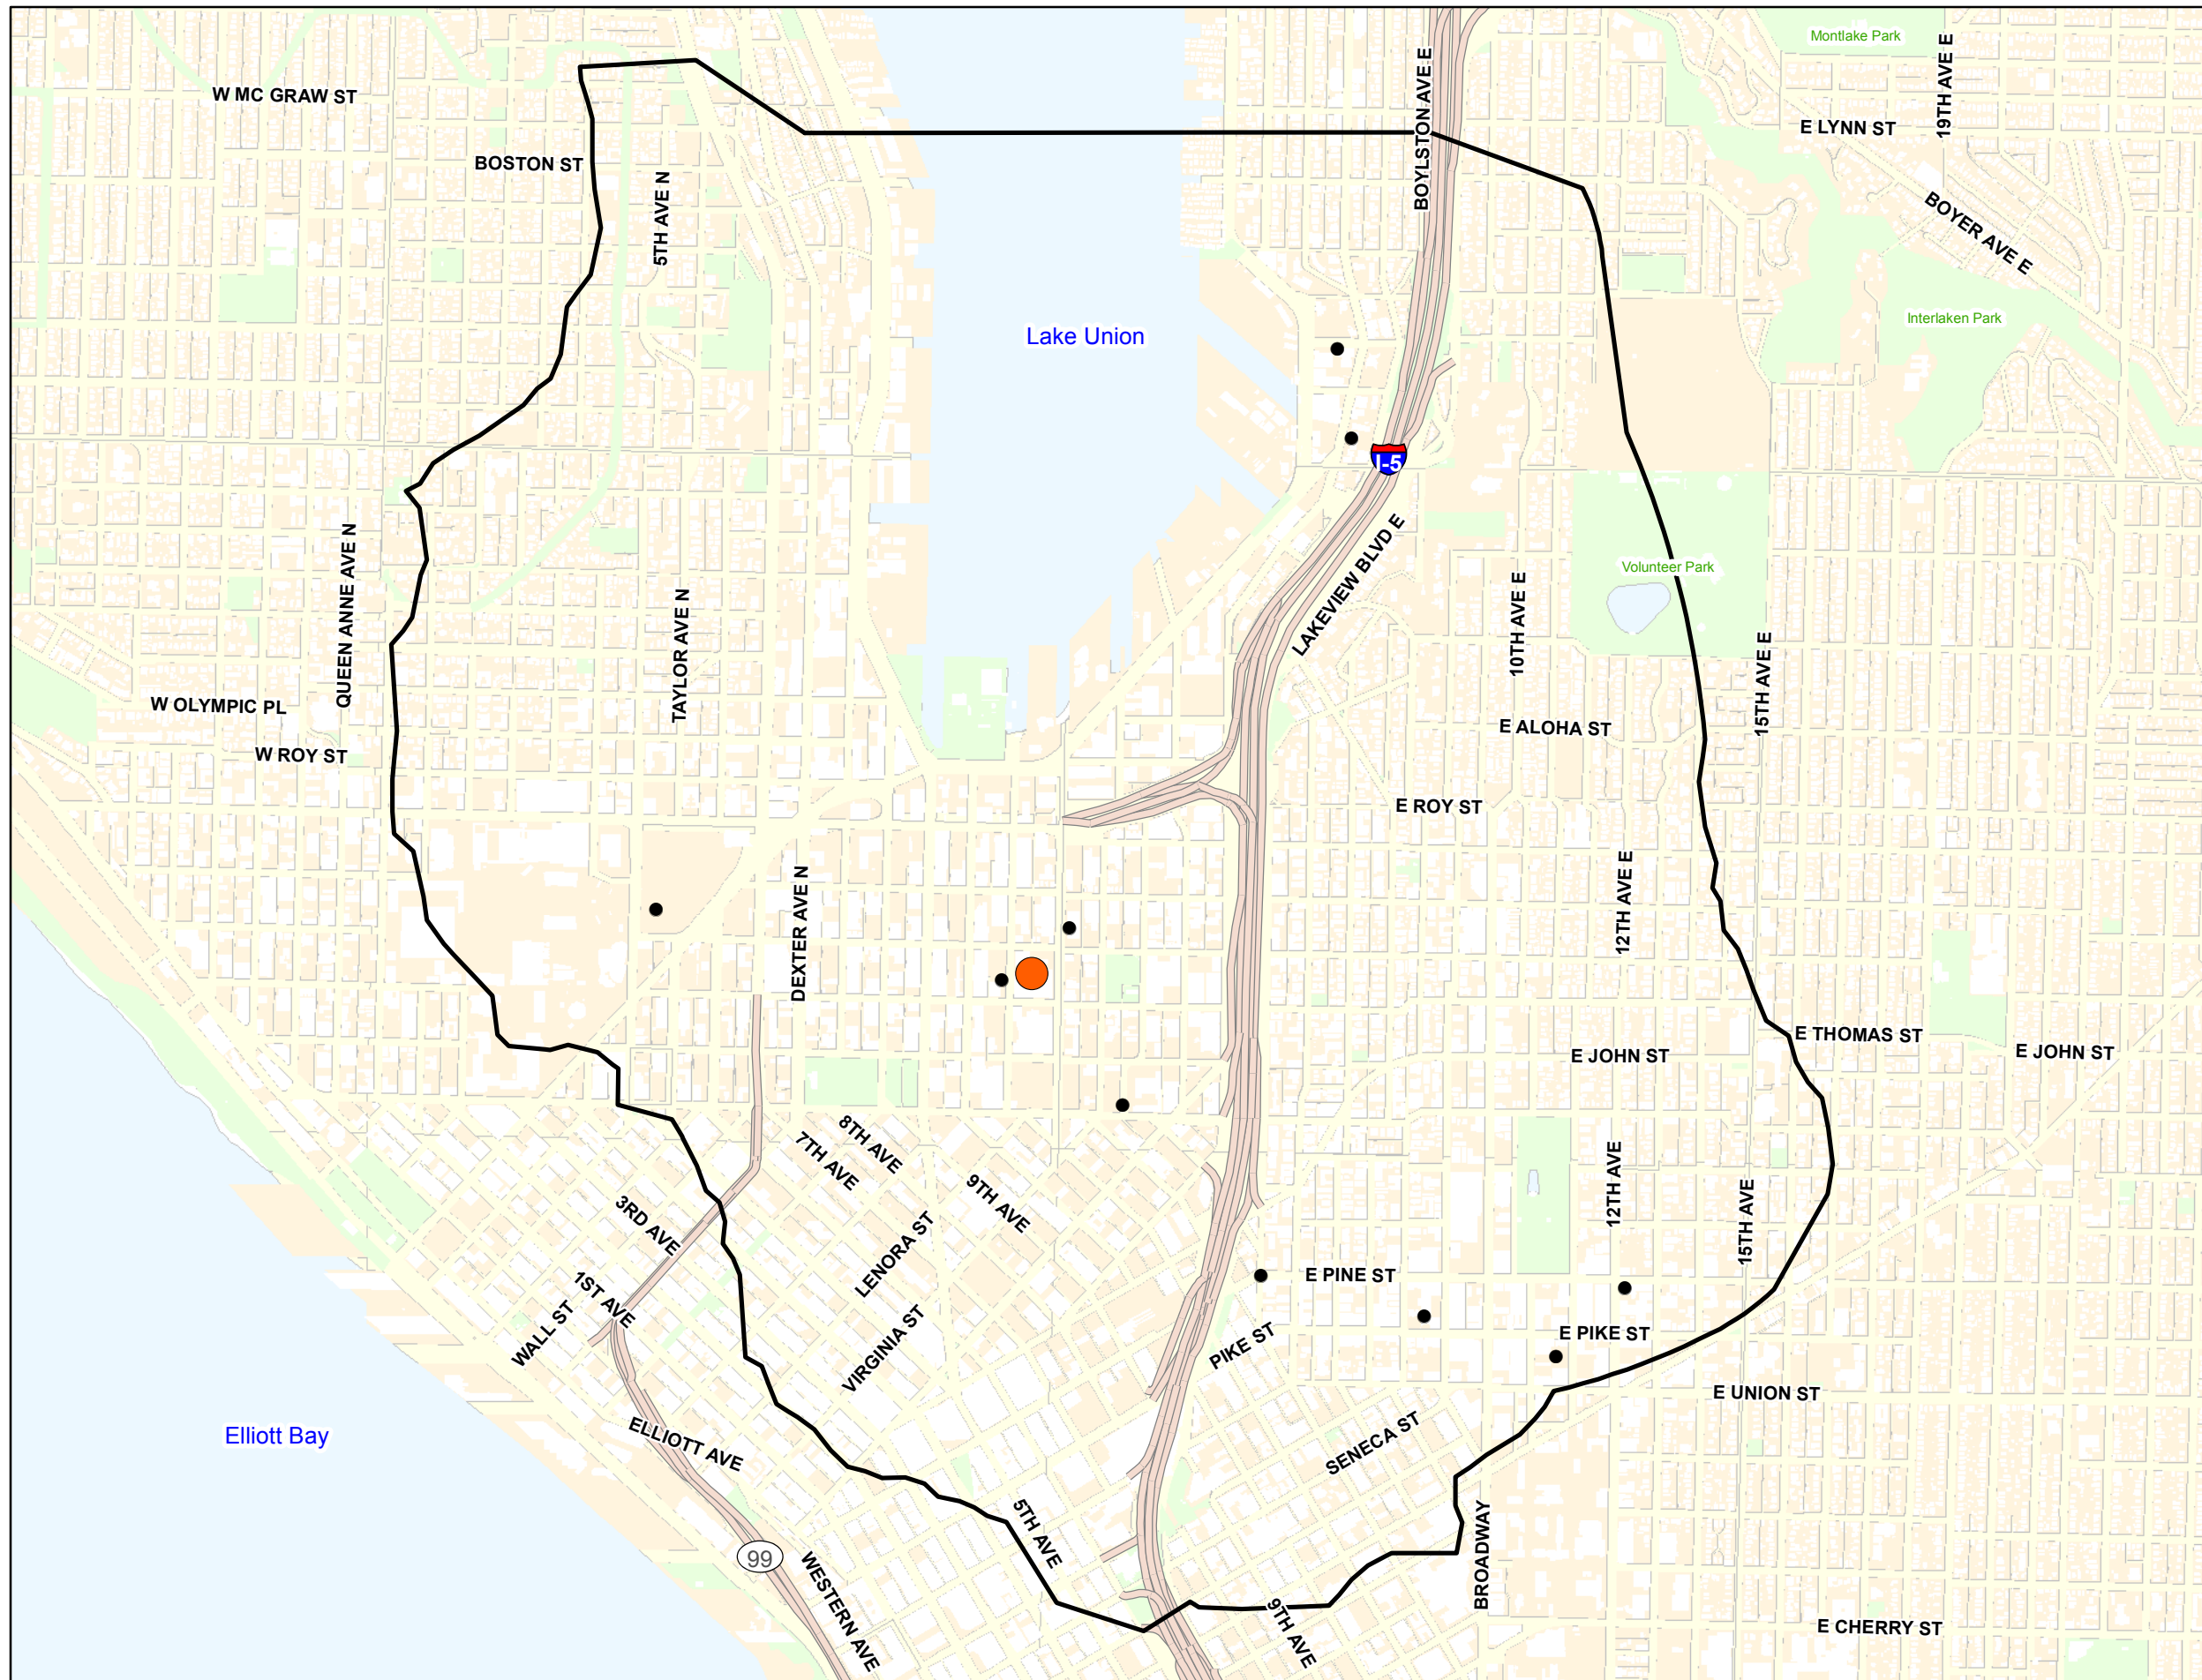 Montlake Park
19TH AVE E
BOYLSTON AVE E
W MC GRAW ST
E LYNN ST
BOSTON ST
5TH AVE N
BOYER AVE E
Interlaken Park
Lake Union
I-5
LAKEVIEW BLVD E
QUEEN ANNE AVE N
Volunteer Park
10TH AVE E
TAYLOR AVE N
15TH AVE E
W OLYMPIC PL
E ALOHA ST
W ROY ST
E ROY ST
12TH AVE E
DEXTER AVE N
E THOMAS ST
E JOHN ST
E JOHN ST
8TH AVE
7TH AVE
12TH AVE
9TH AVE
15TH AVE
3RD AVE
LENORA ST
E PINE ST
1ST AVE
WALL ST
E PIKE ST
PIKE ST
VIRGINIA ST
E UNION ST
Elliott Bay
ELLIOTT AVE
SENECA ST
5TH AVE
BROADWAY
99
WESTERN AVE
9TH AVE
E CHERRY ST